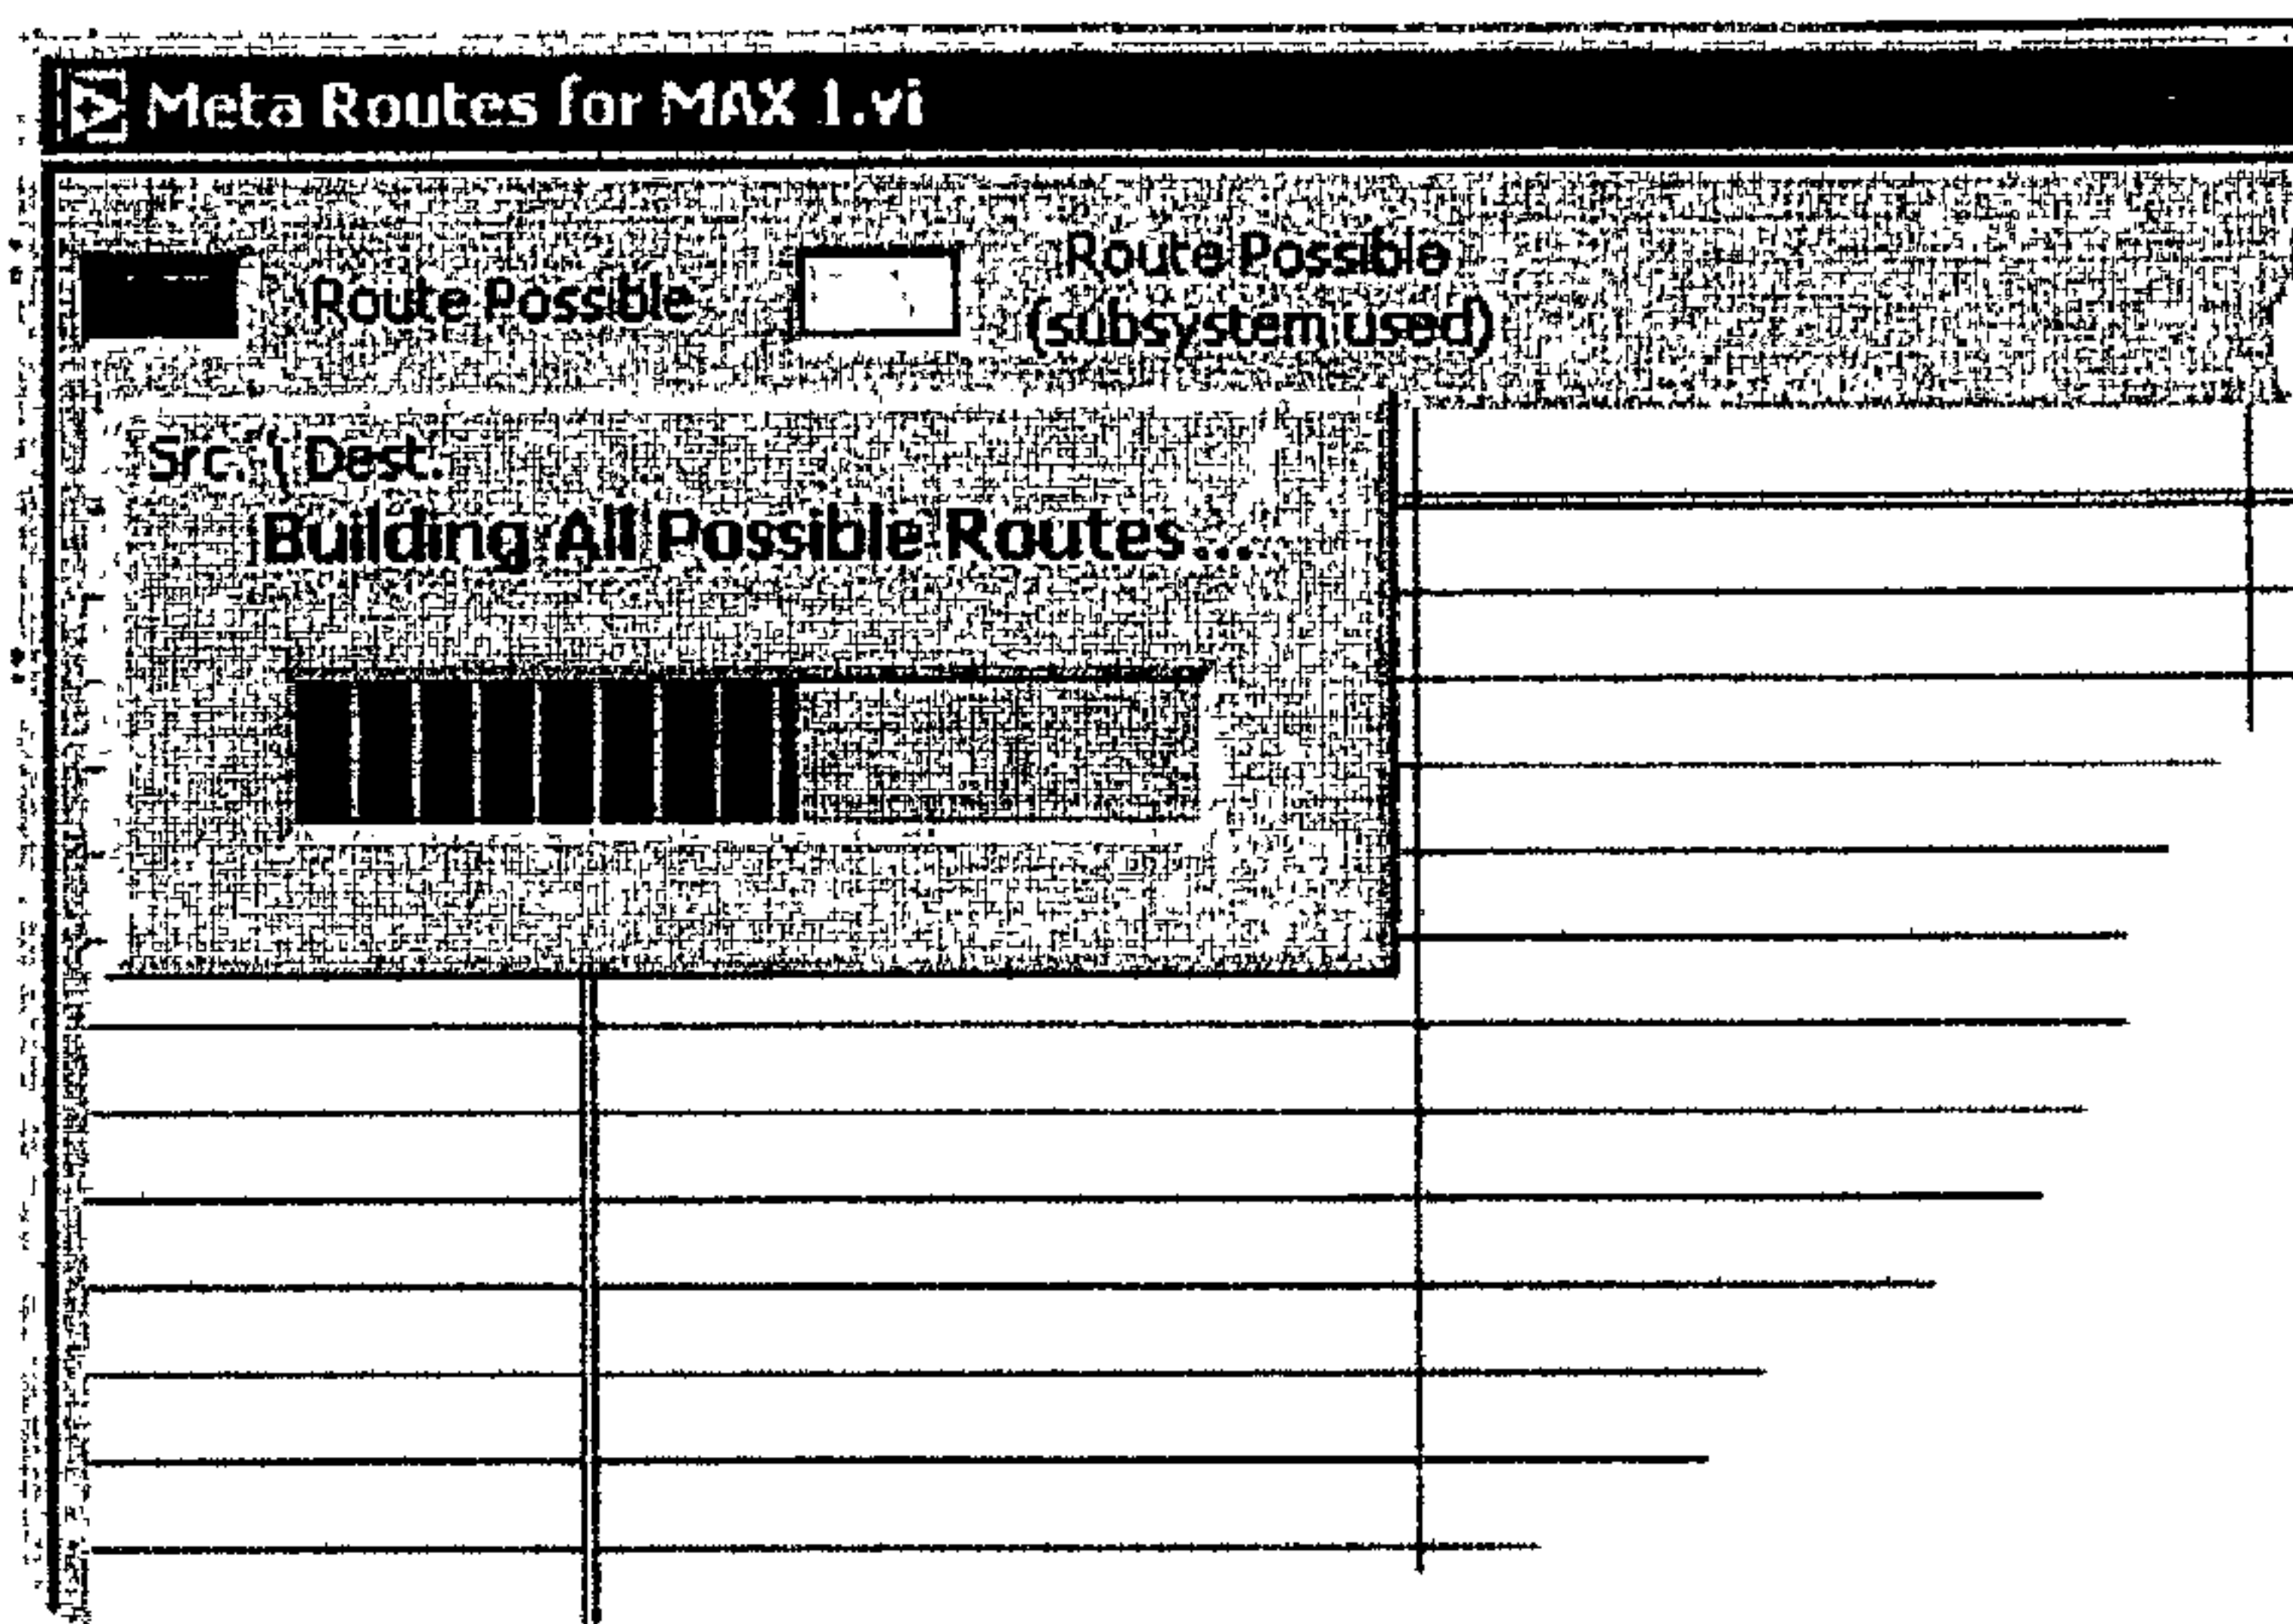 Meta Routes for MAX 1.vi
Route Possible
Route Possible
(subsystem used)
Src. \ Dest.
Building All Possible Routes...